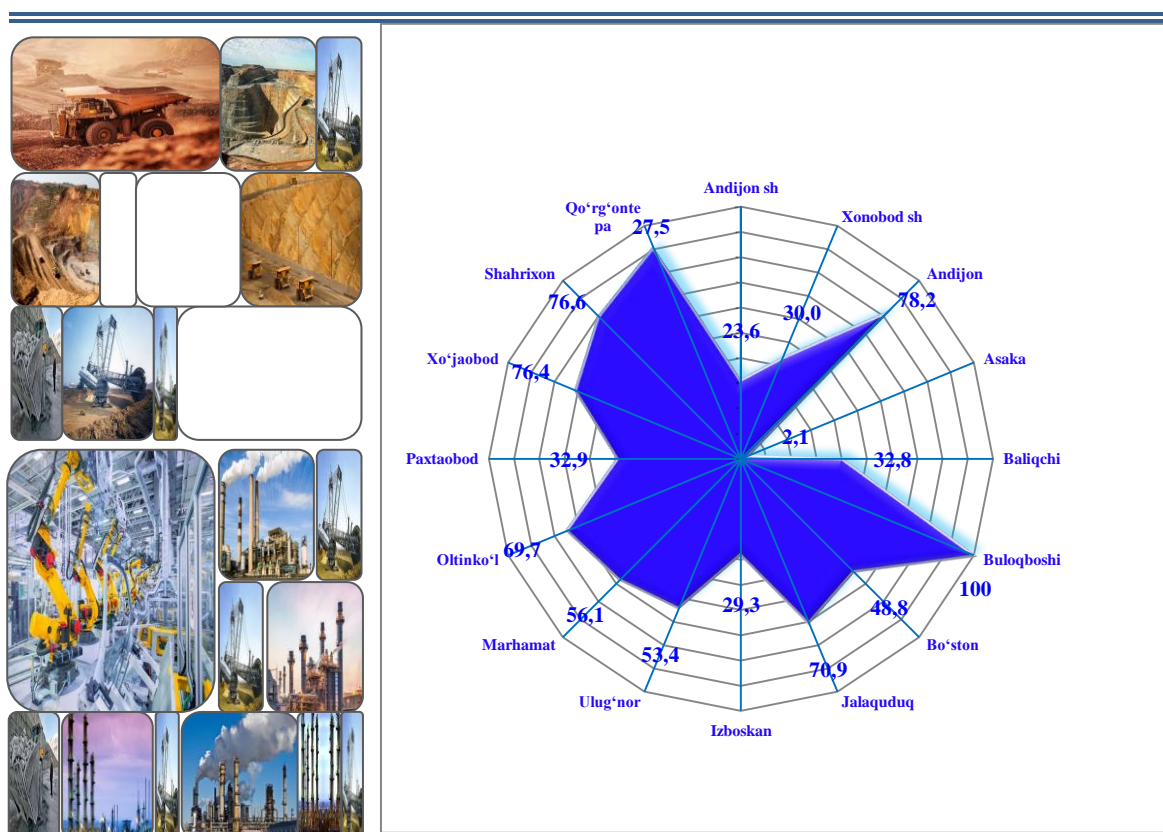 Andijon sh
Xonobod sh
Andijon
Asaka
Baliqchi
Buloqboshi
Bo‘ston
Jalaquduq
Izboskan
Ulug‘nor
Marhamat
Oltinko‘l
Paxtaobod
Xo‘jaobod
Shahrixon
Qo‘rg‘onte
pa
23,6
30,0
78,2
2,1
32,8
100
48,8
70,9
29,3
53,4
56,1
69,7
32,9
76,4
76,6
27,5